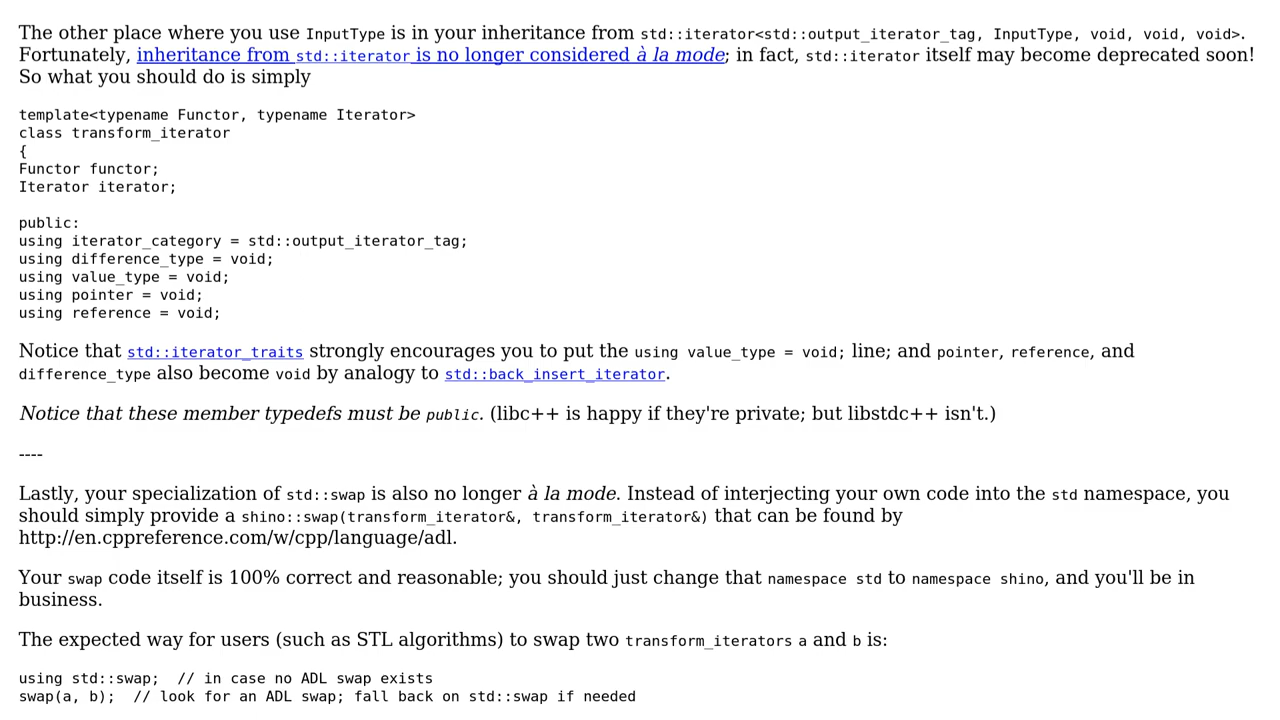 The other place where you use InputType is in your inheritance from std::iterator<std::output_iterator_tag, InputType, void, void, void>.
Fortunately, inheritance from std::iterator is no longer considered à la mode; in fact, std::iterator itself may become deprecated soon!
So what you should do is simply
template<typename Functor, typename Iterator>
class transform_iterator
{
Functor functor;
Iterator iterator;
public:
using iterator_category = std::output_iterator_tag;
using difference_type = void;
using value_type = void;
using pointer = void;
using reference = void;
Notice that std::iterator_traits strongly encourages you to put the using value_type = void; line; and pointer, reference, and
difference_type also become void by analogy to std::back_insert_iterator.
Notice that these member typedefs must be public. (libc++ is happy if they're private; but libstdc++ isn't.)
----
Lastly, your specialization of std::swap is also no longer à la mode. Instead of interjecting your own code into the std namespace, you
should simply provide a shino::swap(transform_iterator&, transform_iterator&) that can be found by
http://en.cppreference.com/w/cpp/language/adl.
Your swap code itself is 100% correct and reasonable; you should just change that namespace std to namespace shino, and you'll be in
business.
The expected way for users (such as STL algorithms) to swap two transform_iterators a and b is:
using std::swap;  // in case no ADL swap exists
swap(a, b);  // look for an ADL swap; fall back on std::swap if needed